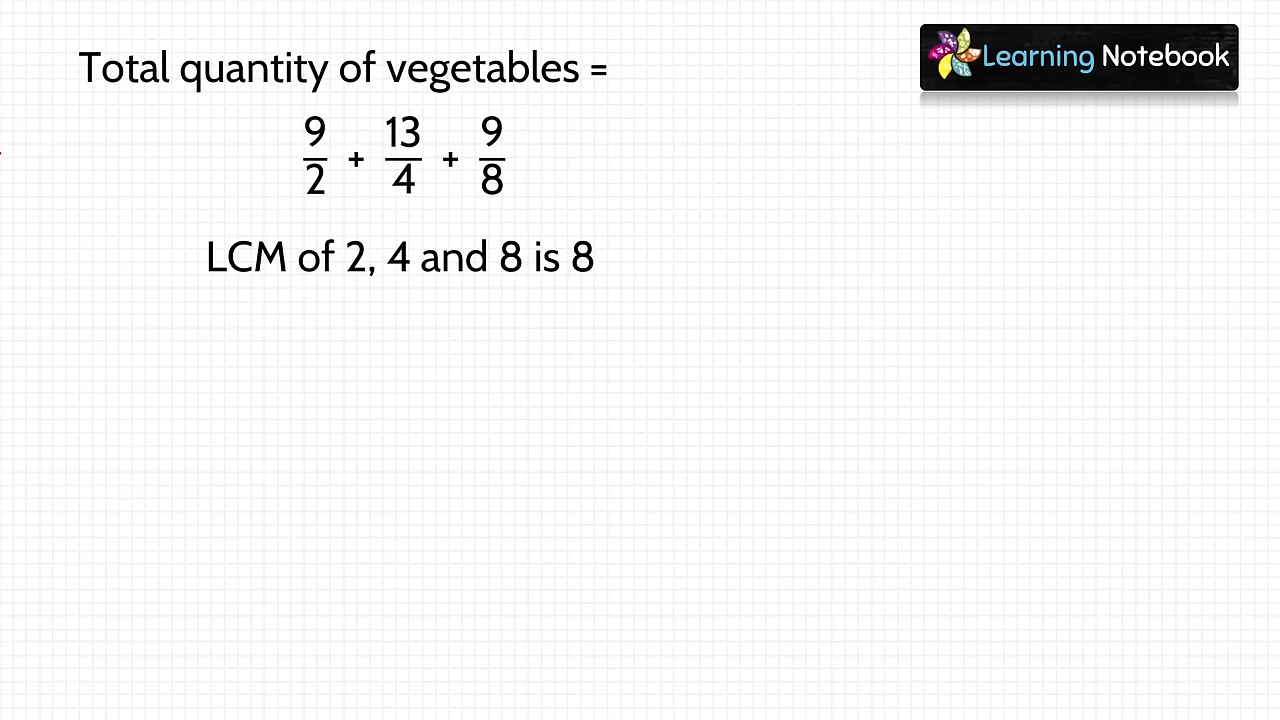 Total quantity of vegetables =
9/2 + 13/4 + 9/8
LCM of 2, 4 and 8 is 8
Learning Notebook